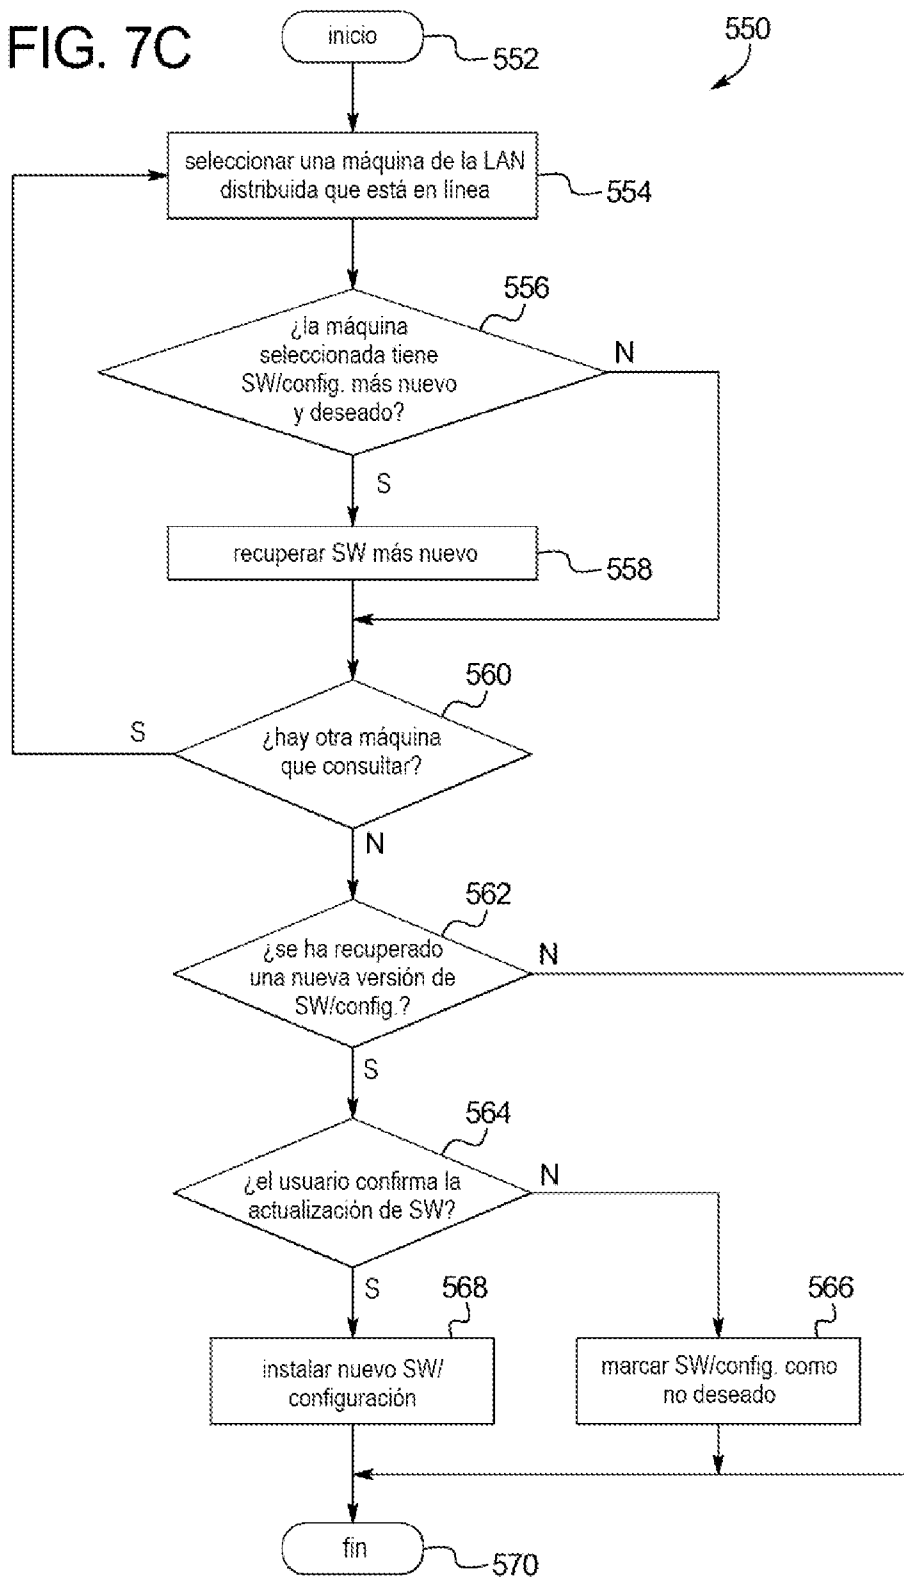 FIG. 7C
inicio
552
550
seleccionar una máquina de la LAN
distribuida que está en línea
554
556
¿la máquina
seleccionada tiene
SW/config. más nuevo
y deseado?
N
S
recuperar SW más nuevo
558
560
S
¿hay otra máquina
que consultar?
N
562
¿se ha recuperado
una nueva versión de
SW/config.?
N
S
564
¿el usuario confirma la
actualización de SW?
N
S
568
566
instalar nuevo SW/
configuración
marcar SW/config. como
no deseado
fin
570